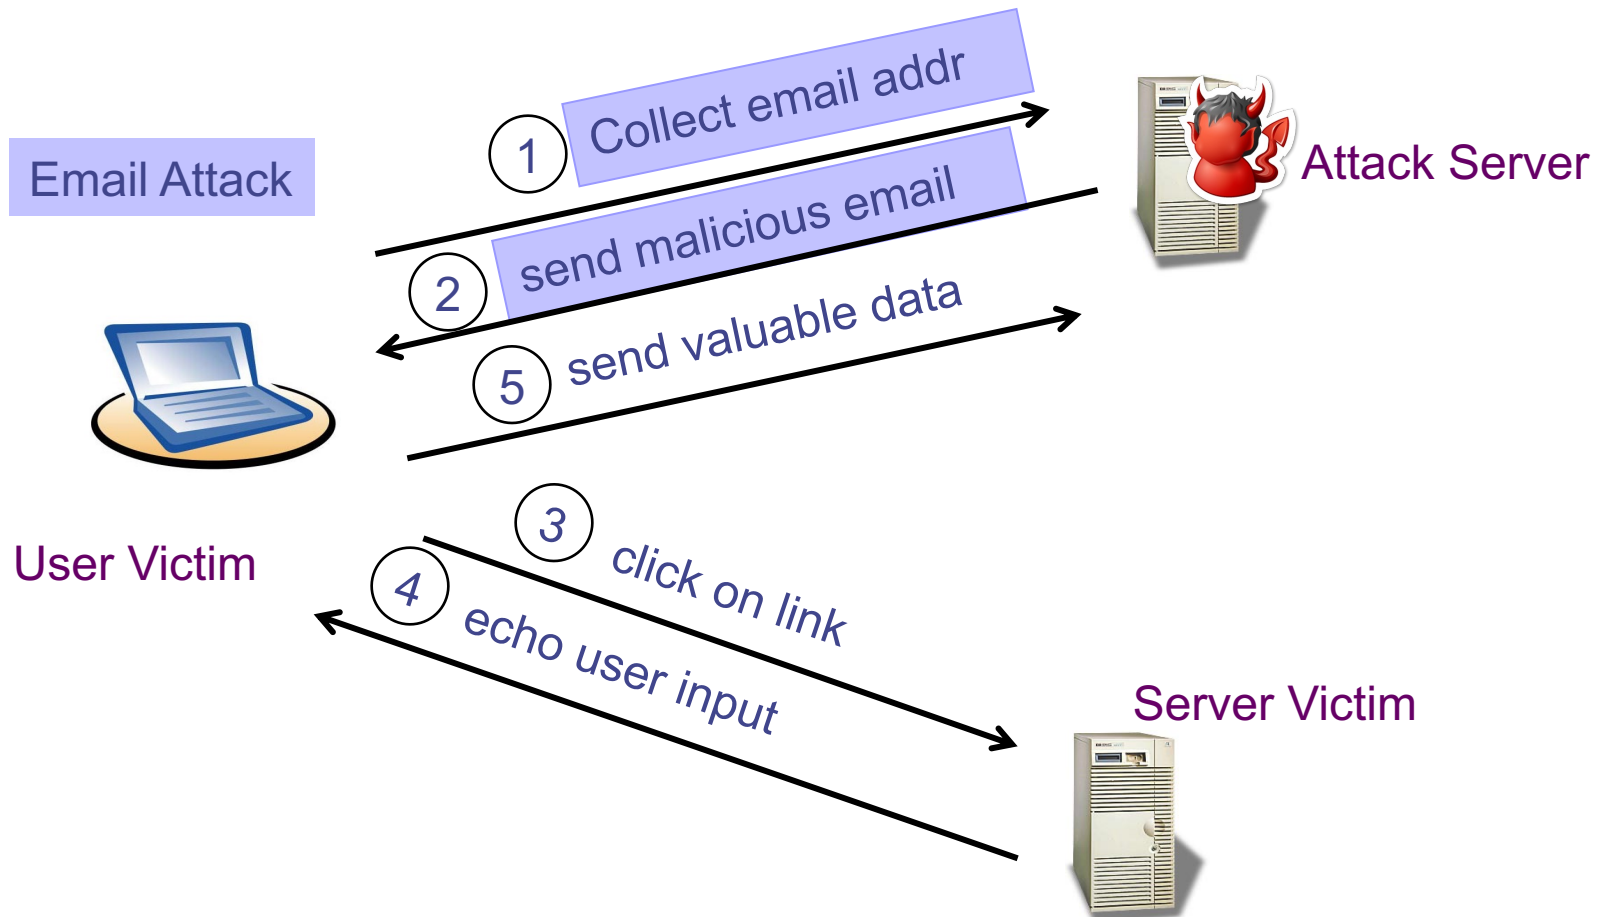 Email Attack
1
Collect email addr
Attack Server
2
send malicious email
5
send valuable data
User Victim
3
click on link
4
echo user input
Server Victim